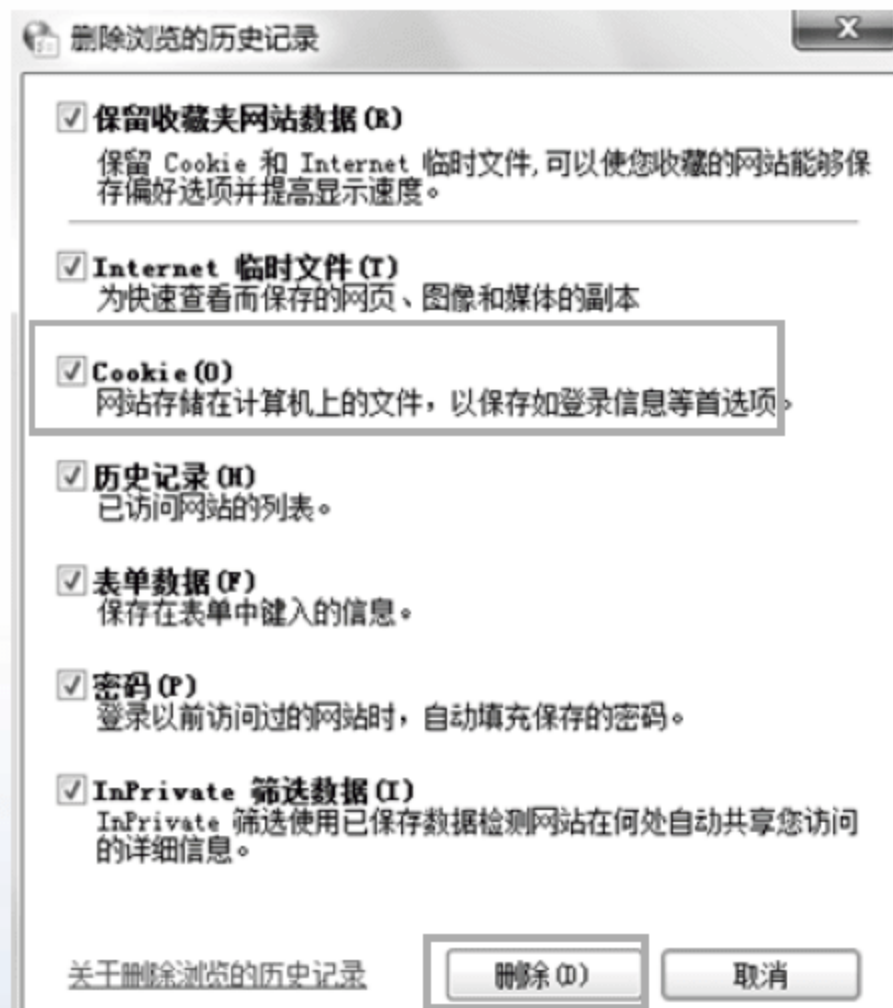 删除浏览的历史记录
保留收藏夹网站数据(R)
保留 Cookie 和 Internet 临时文件,可以使您收藏的网站能够保
存偏好选项并提高显示速度。
Internet 临时文件(T)
为快速查看而保存的网页、图像和媒体的副本
Cookie(O)
网站存储在计算机上的文件，以保存如登录信息等首选项。
历史记录(H)
已访问网站的列表。
表单数据(F)
保存在表单中键入的信息。
密码(P)
登录以前访问过的网站时，自动填充保存的密码。
InPrivate 筛选数据(I)
InPrivate 筛选使用已保存数据检测网站在何处自动共享您访问
的详细信息。
关于删除浏览的历史记录
删除(D)
取消